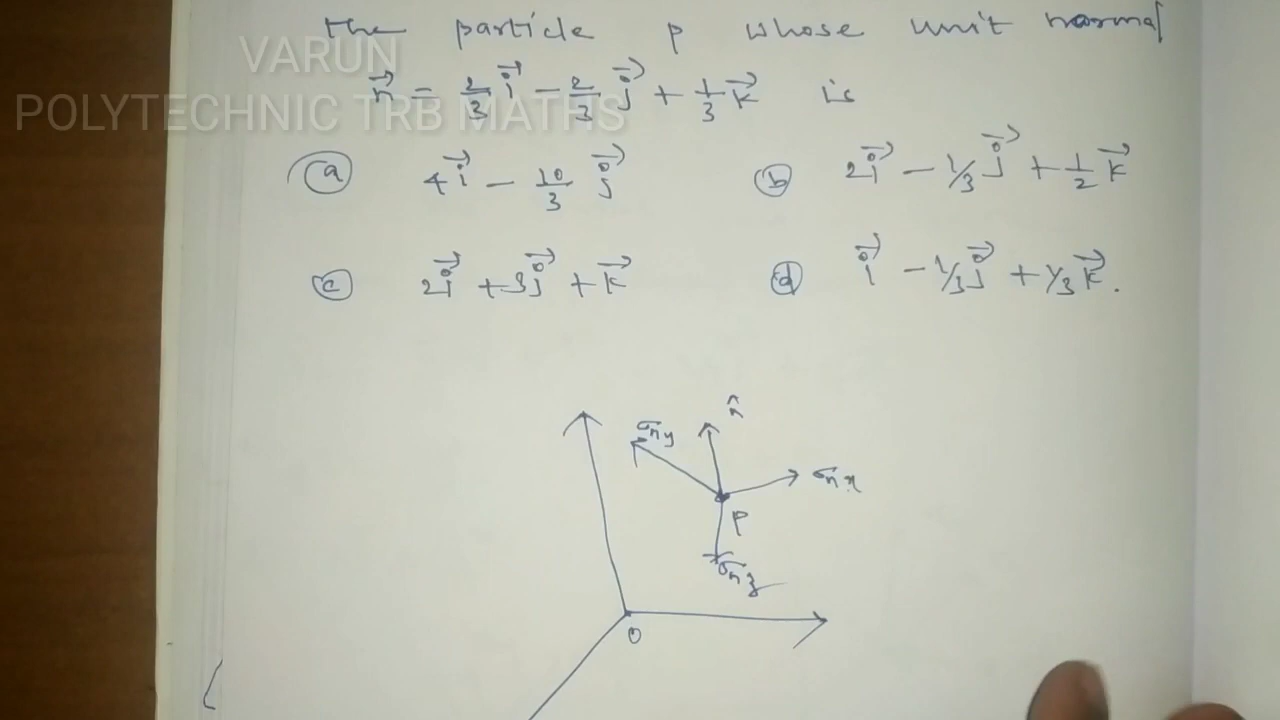 the particle p whose unit normal
VARUN
n⃗ = 2/3 i⃗ - 2/3 j⃗ + 1/3 k⃗ is
POLYTECHNIC TRB MATHS
(a) 4i⃗ - 10/3 j⃗ (b) 2i⃗ - 1/3 j⃗ + 1/2 k⃗
(c) 2i⃗ + 3j⃗ + k⃗ (d) i⃗ - 1/3 j⃗ + 1/3 k⃗.
n̂
σny
σnx
P
σnz
O